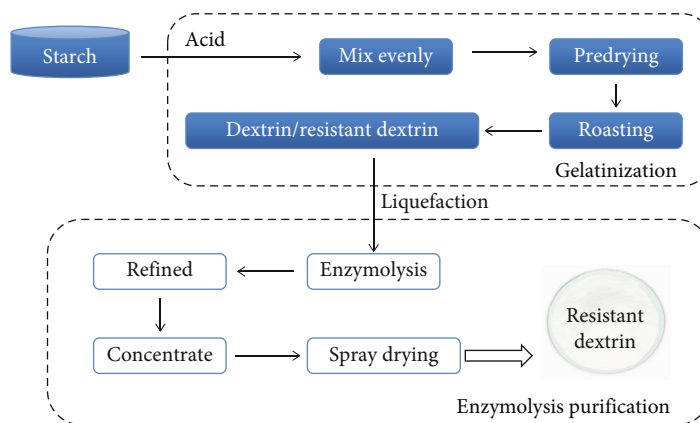 Starch
Acid
Mix evenly
Predrying
Dextrin/resistant dextrin
Roasting
Gelatinization
Liquefaction
Refined
Enzymolysis
Concentrate
Spray drying
Resistant
dextrin
Enzymolysis purification